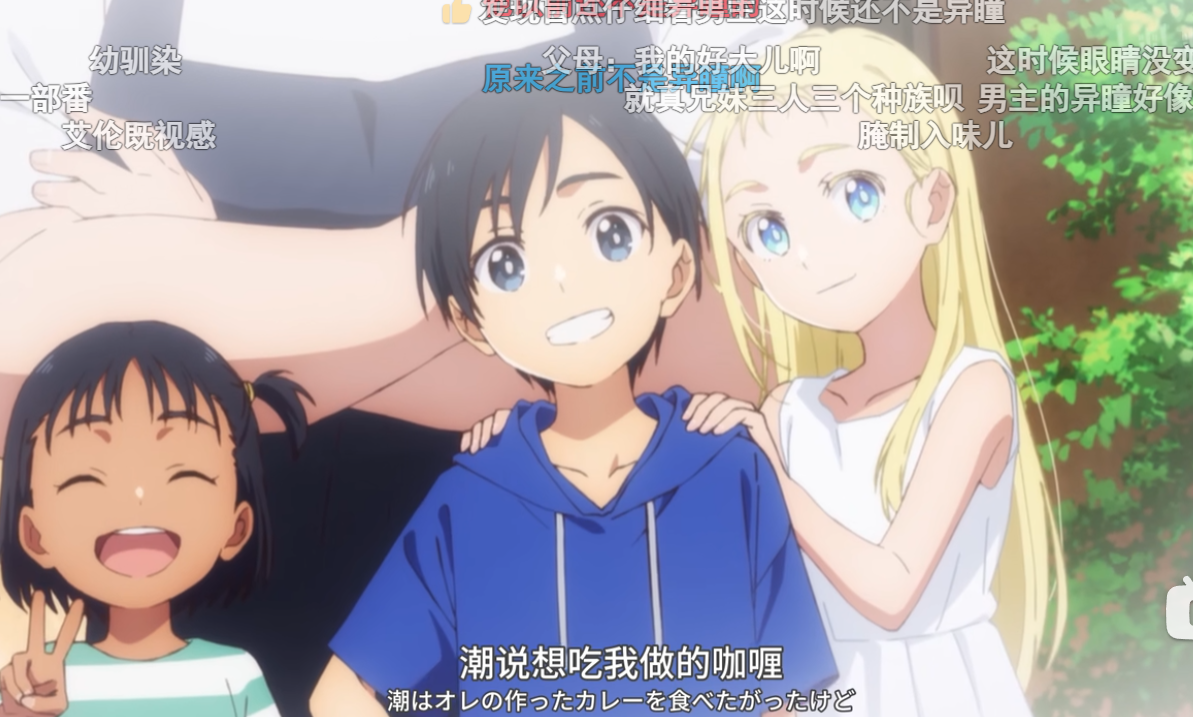 发现盲点仔细看男主这时候还不是异瞳
幼驯染
父母：我的好大儿啊
这时候眼睛没变
原来之前不是异瞳啊
一部番
就真兄妹三人三个种族呗
男主的异瞳好像
艾伦既视感
腌制入味儿
潮说想吃我做的咖喱
潮はオレの作ったカレーを食べたがったけど